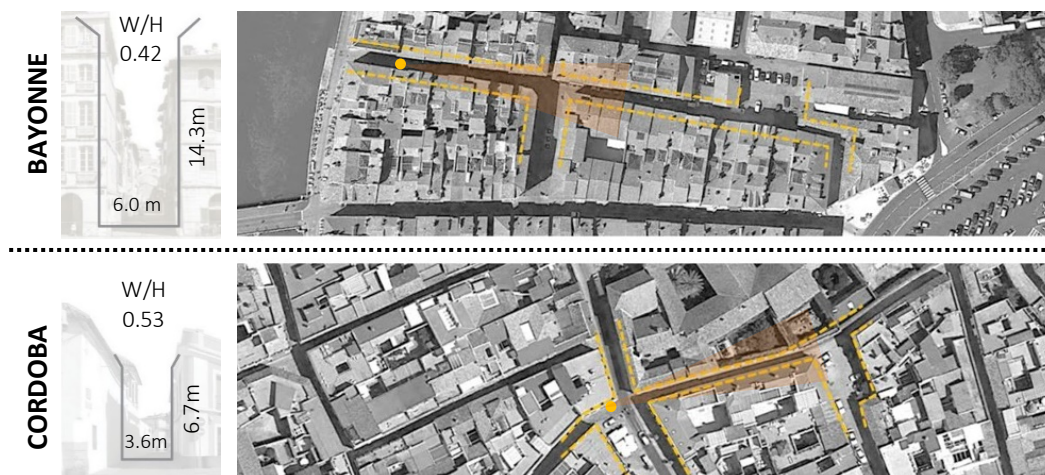 BAYONNE
W/H
0.42
14.3m
6.0 m
CORDOBA
W/H
0.53
6.7m
3.6m